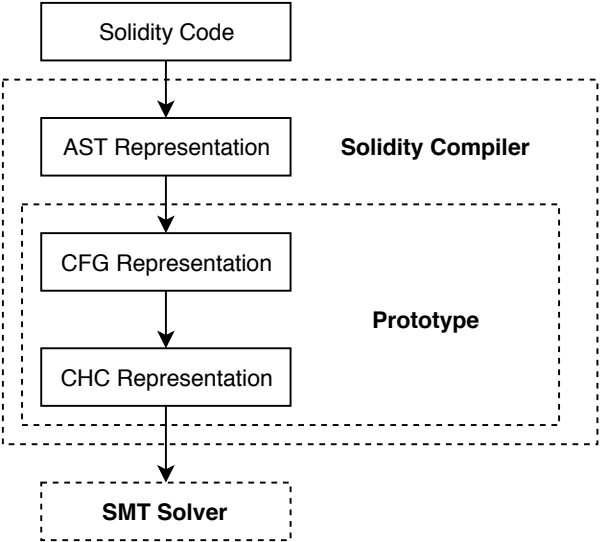 Solidity Code
AST Representation
Solidity Compiler
CFG Representation
Prototype
CHC Representation
SMT Solver